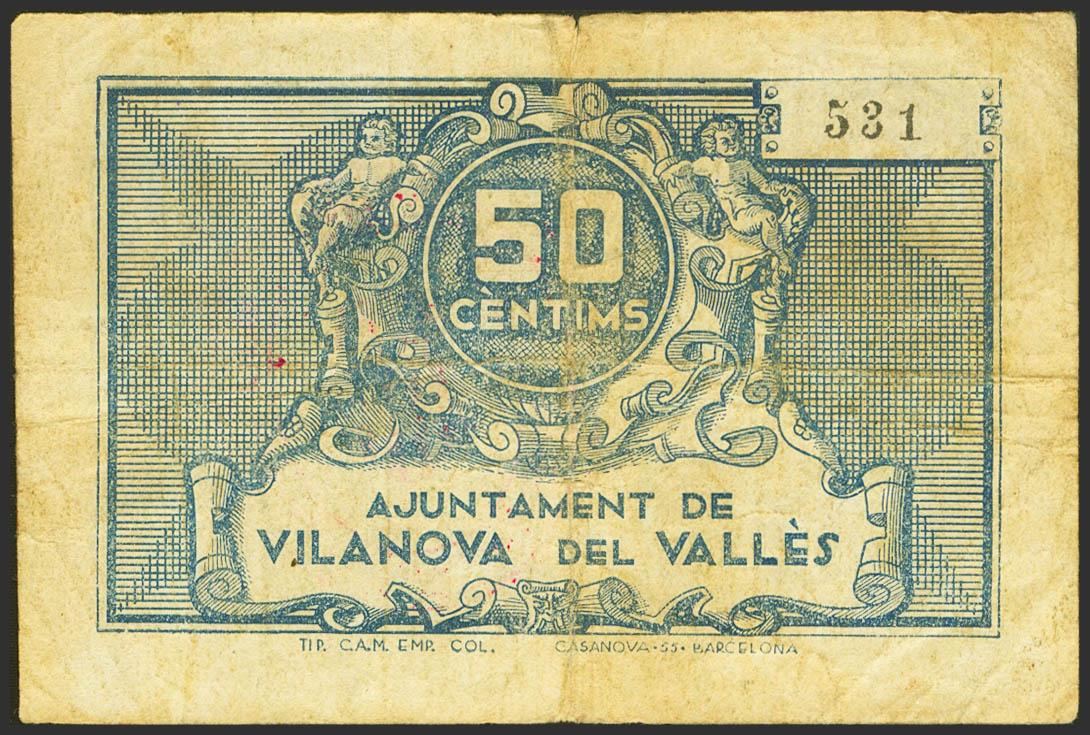 531
50
CÈNTIMS
AJUNTAMENT DE
VILANOVA DEL VALLÈS
TIP. C.A.M. EMP. COL. CASANOVA·55·BARCELONA